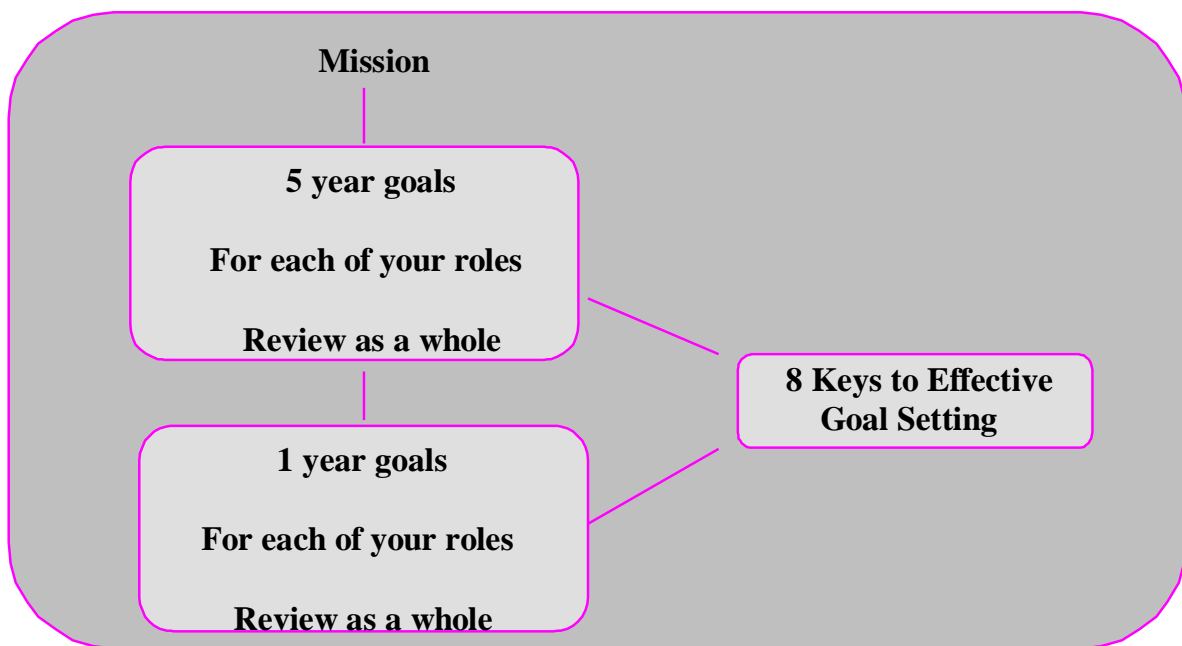 Mission
5 year goals
For each of your roles
Review as a whole
8 Keys to Effective
Goal Setting
1 year goals
For each of your roles
Review as a whole